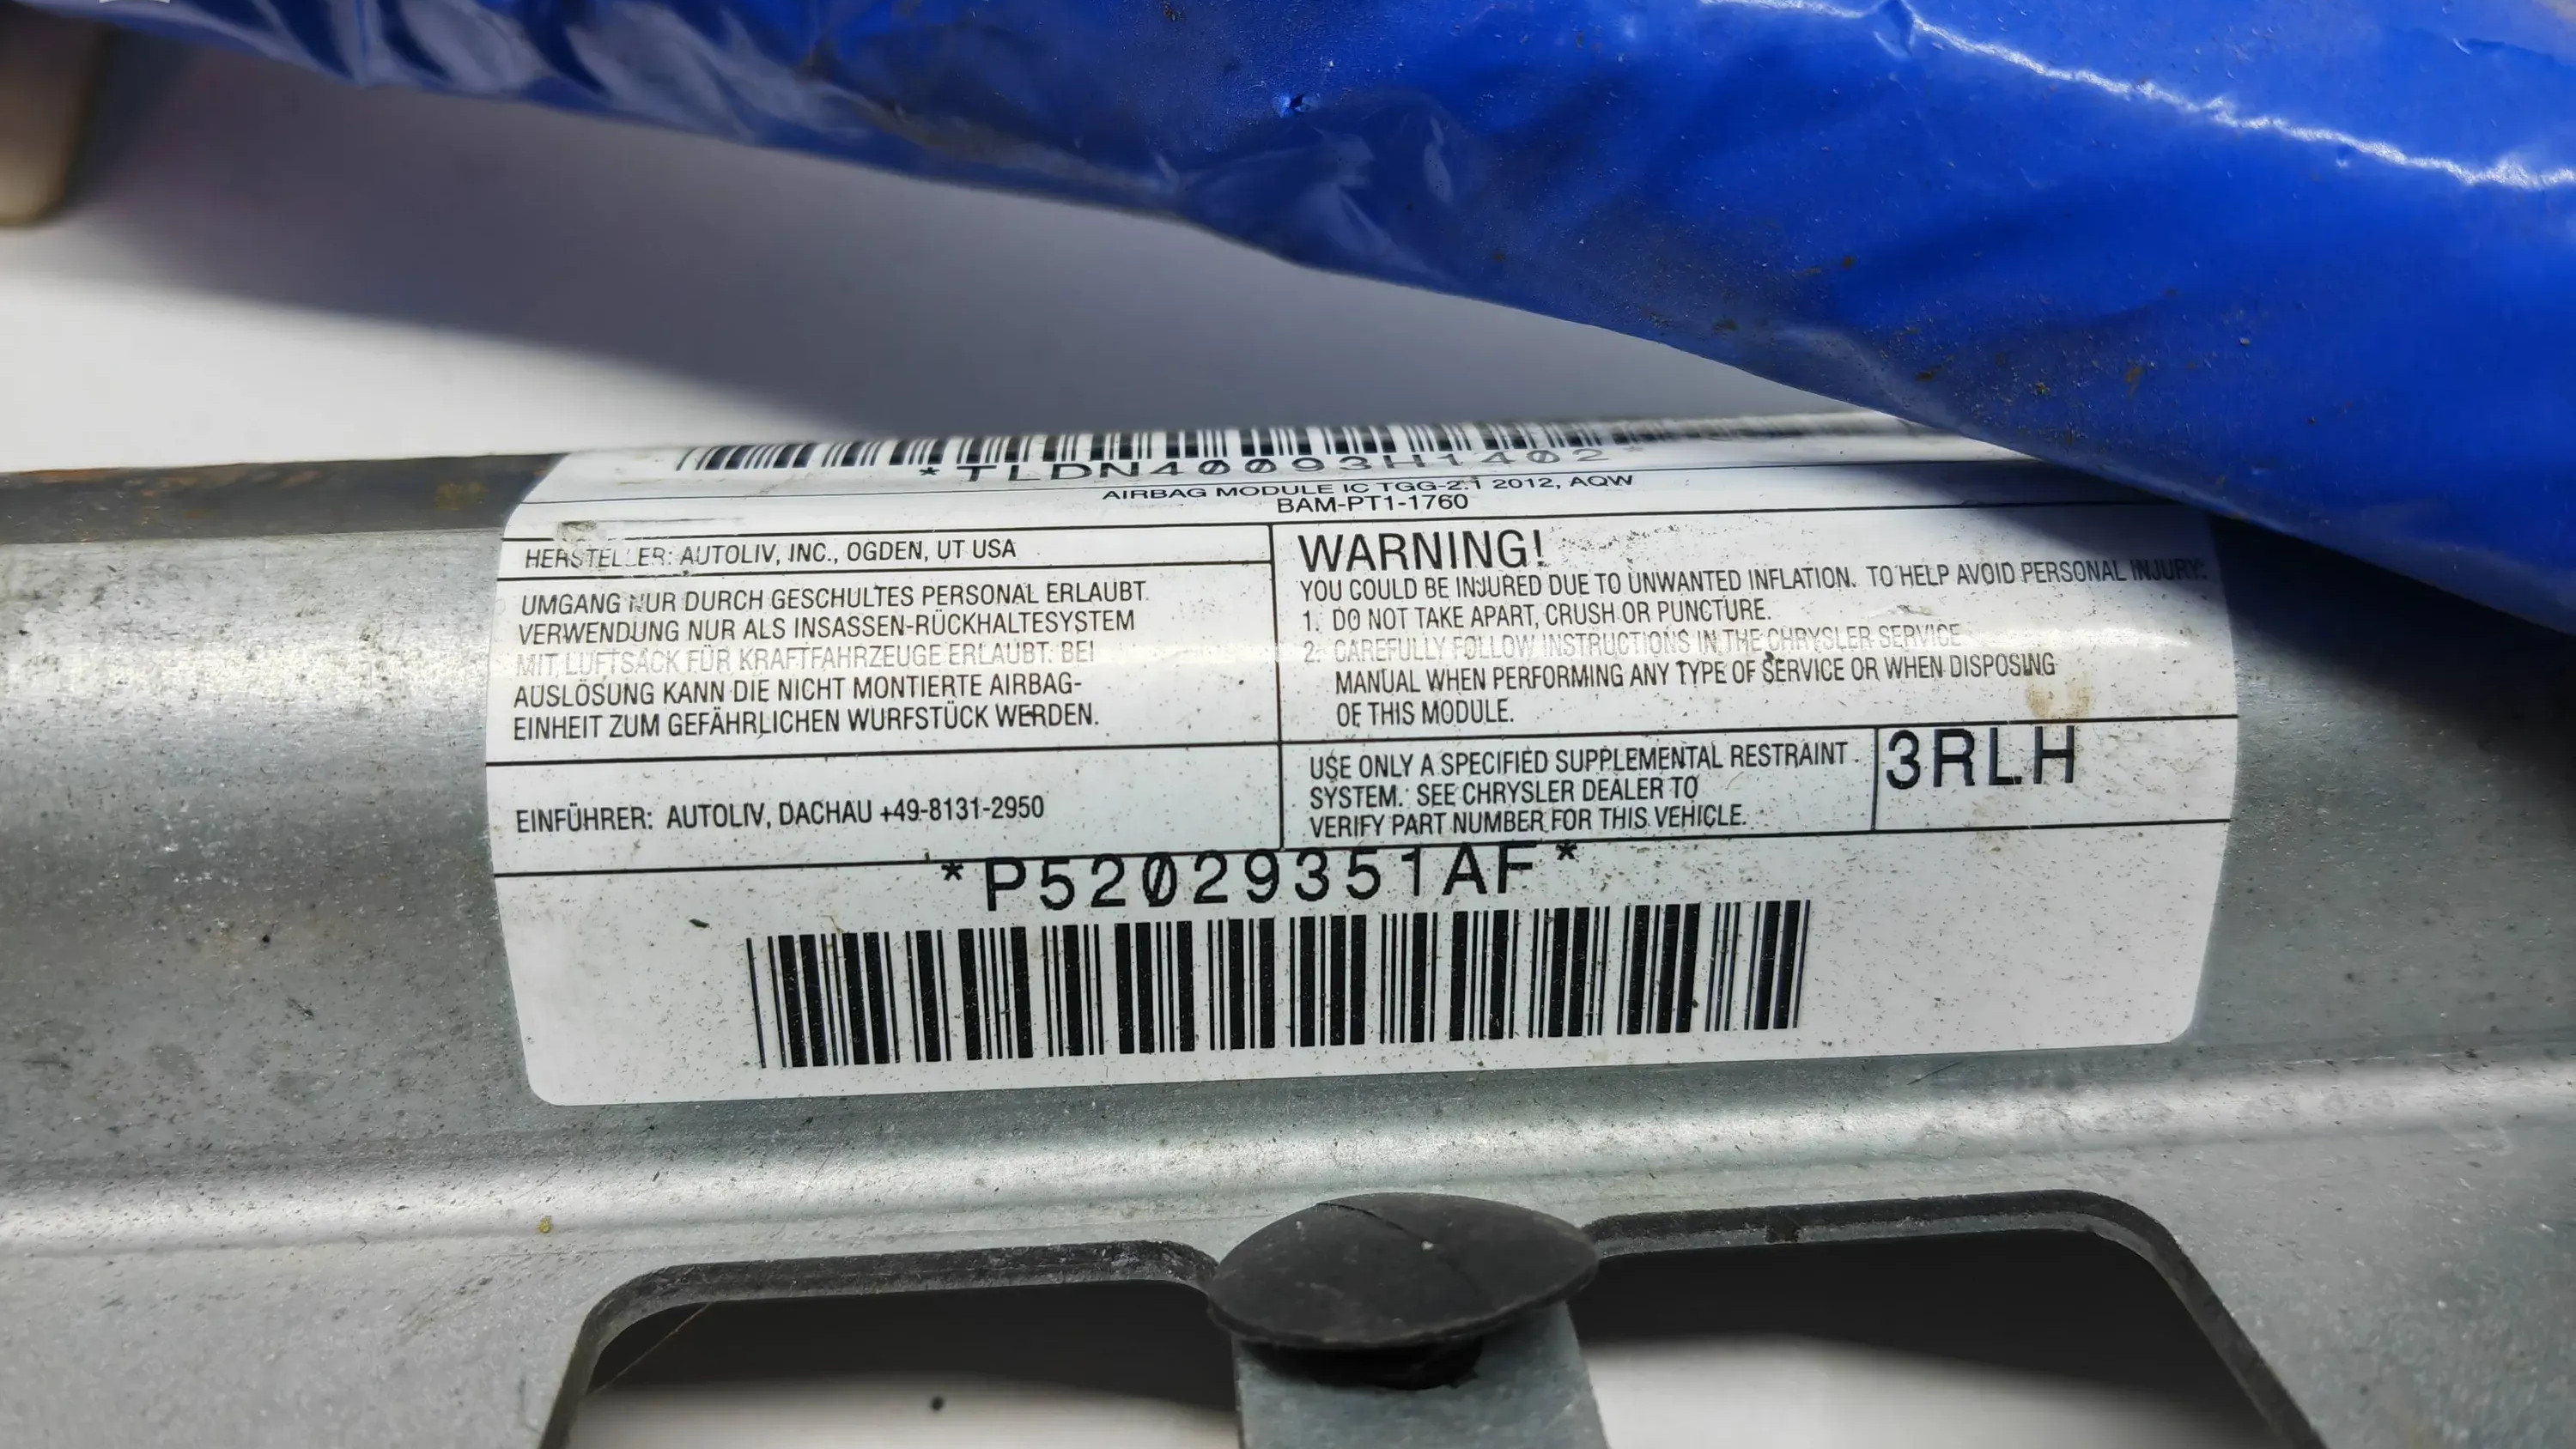 *TLDN40093H1402*
AIRBAG MODULE IC TGG-2.1 2012, AQW
BAM-PT1-1760
HERSTELLER: AUTOLIV, INC., OGDEN, UT USA
UMGANG NUR DURCH GESCHULTES PERSONAL ERLAUBT.
VERWENDUNG NUR ALS INSASSEN-RÜCKHALTESYSTEM
MIT LUFTSACK FÜR KRAFTFAHRZEUGE ERLAUBT. BEI
AUSLÖSUNG KANN DIE NICHT MONTIERTE AIRBAG-
EINHEIT ZUM GEFÄHRLICHEN WURFSTÜCK WERDEN.
EINFÜHRER: AUTOLIV, DACHAU +49-8131-2950
WARNING!
YOU COULD BE INJURED DUE TO UNWANTED INFLATION. TO HELP AVOID PERSONAL INJURY:
1. DO NOT TAKE APART, CRUSH OR PUNCTURE.
2. CAREFULLY FOLLOW INSTRUCTIONS IN THE CHRYSLER SERVICE
MANUAL WHEN PERFORMING ANY TYPE OF SERVICE OR WHEN DISPOSING
OF THIS MODULE.
USE ONLY A SPECIFIED SUPPLEMENTAL RESTRAINT
SYSTEM. SEE CHRYSLER DEALER TO
VERIFY PART NUMBER FOR THIS VEHICLE.
3RLH
*P52029351AF*